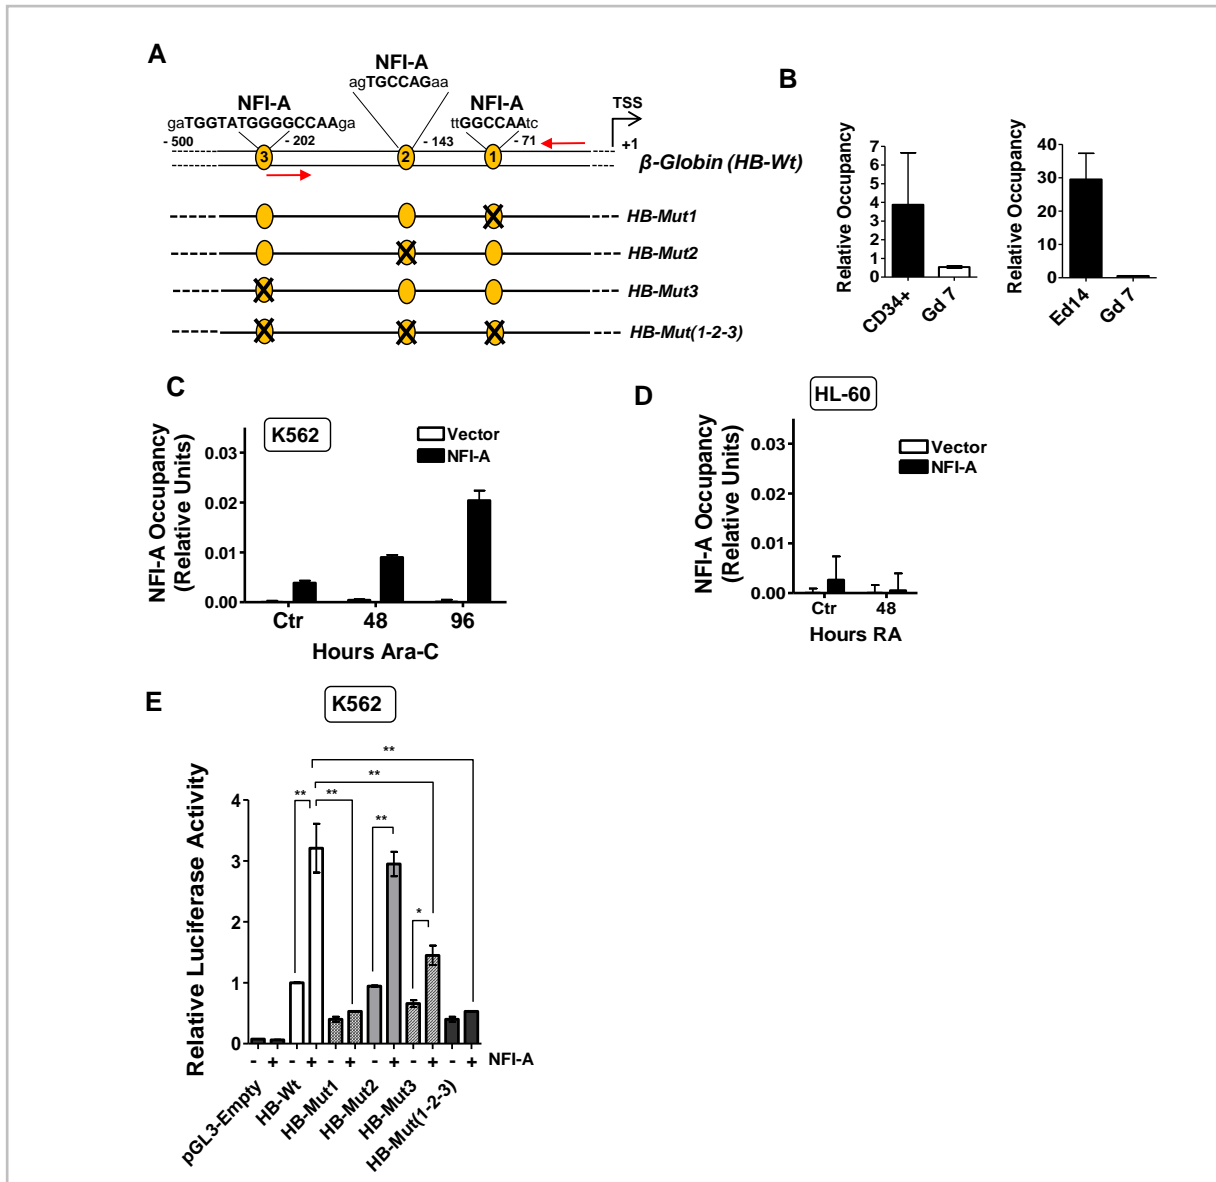 A
NFI-A
agTGCCAGaa
NFI-A
NFI-A
gaTGGTATGGGGCCAAga
ttGGCCAAtc
TSS
- 500
- 202
- 143
- 71
+1
3
2
1
β-Globin (HB-Wt)
HB-Mut1
HB-Mut2
HB-Mut3
HB-Mut(1-2-3)
B
Relative Occupancy
7
6
5
4
3
2
1
0
CD34+
Gd 7
Relative Occupancy
40
30
20
10
0
Ed14
Gd 7
C
K562
Vector
NFI-A
NFI-A Occupancy
(Relative Units)
0.03
0.02
0.01
0.00
Ctr
48
96
Hours Ara-C
D
HL-60
Vector
NFI-A
NFI-A Occupancy
(Relative Units)
0.03
0.02
0.01
0.00
Ctr
48
Hours RA
E
K562
**
**
**
**
**
*
Relative Luciferase Activity
4
3
2
1
0
- + - + - + - + - + - + NFI-A
pGL3-Empty
HB-Wt
HB-Mut1
HB-Mut2
HB-Mut3
HB-Mut(1-2-3)